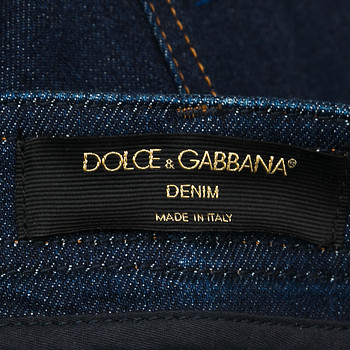 DOLCE & GABBANA®
DENIM
MADE IN ITALY